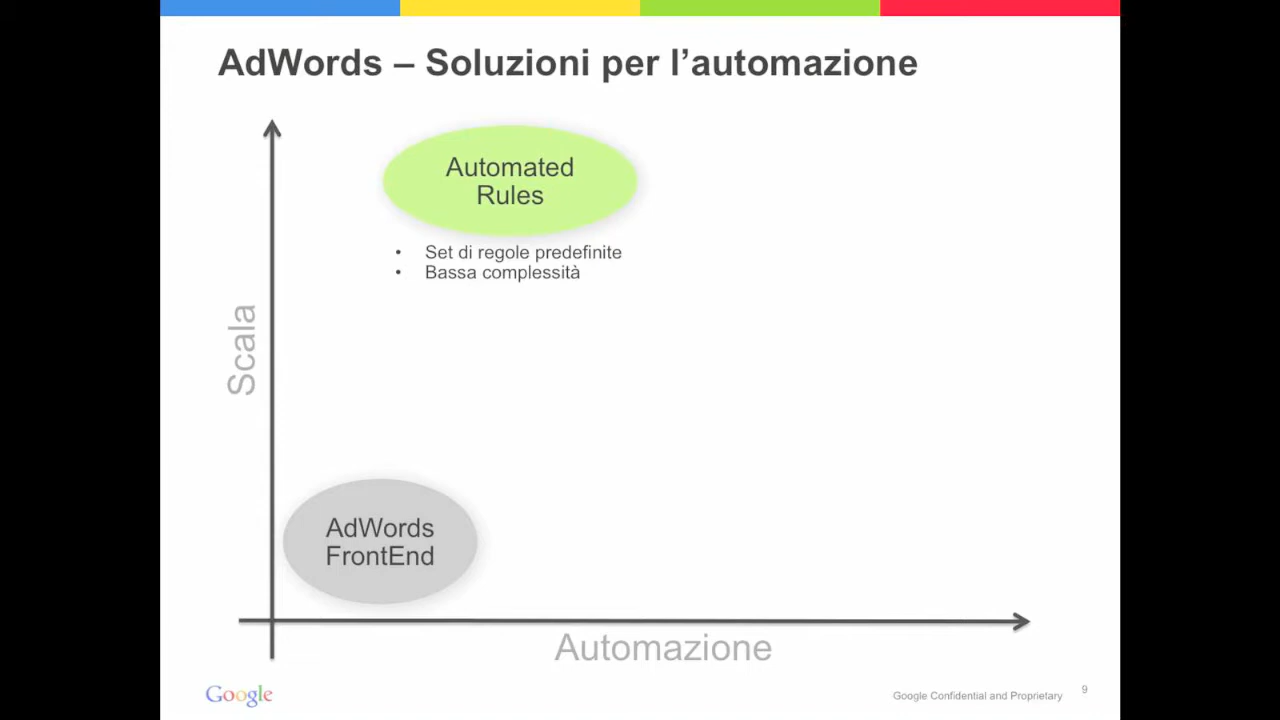 AdWords – Soluzioni per l’automazione
Automated
Rules
• Set di regole predefinite
• Bassa complessità
Scala
AdWords
FrontEnd
Automazione
Google
Google Confidential and Proprietary
9